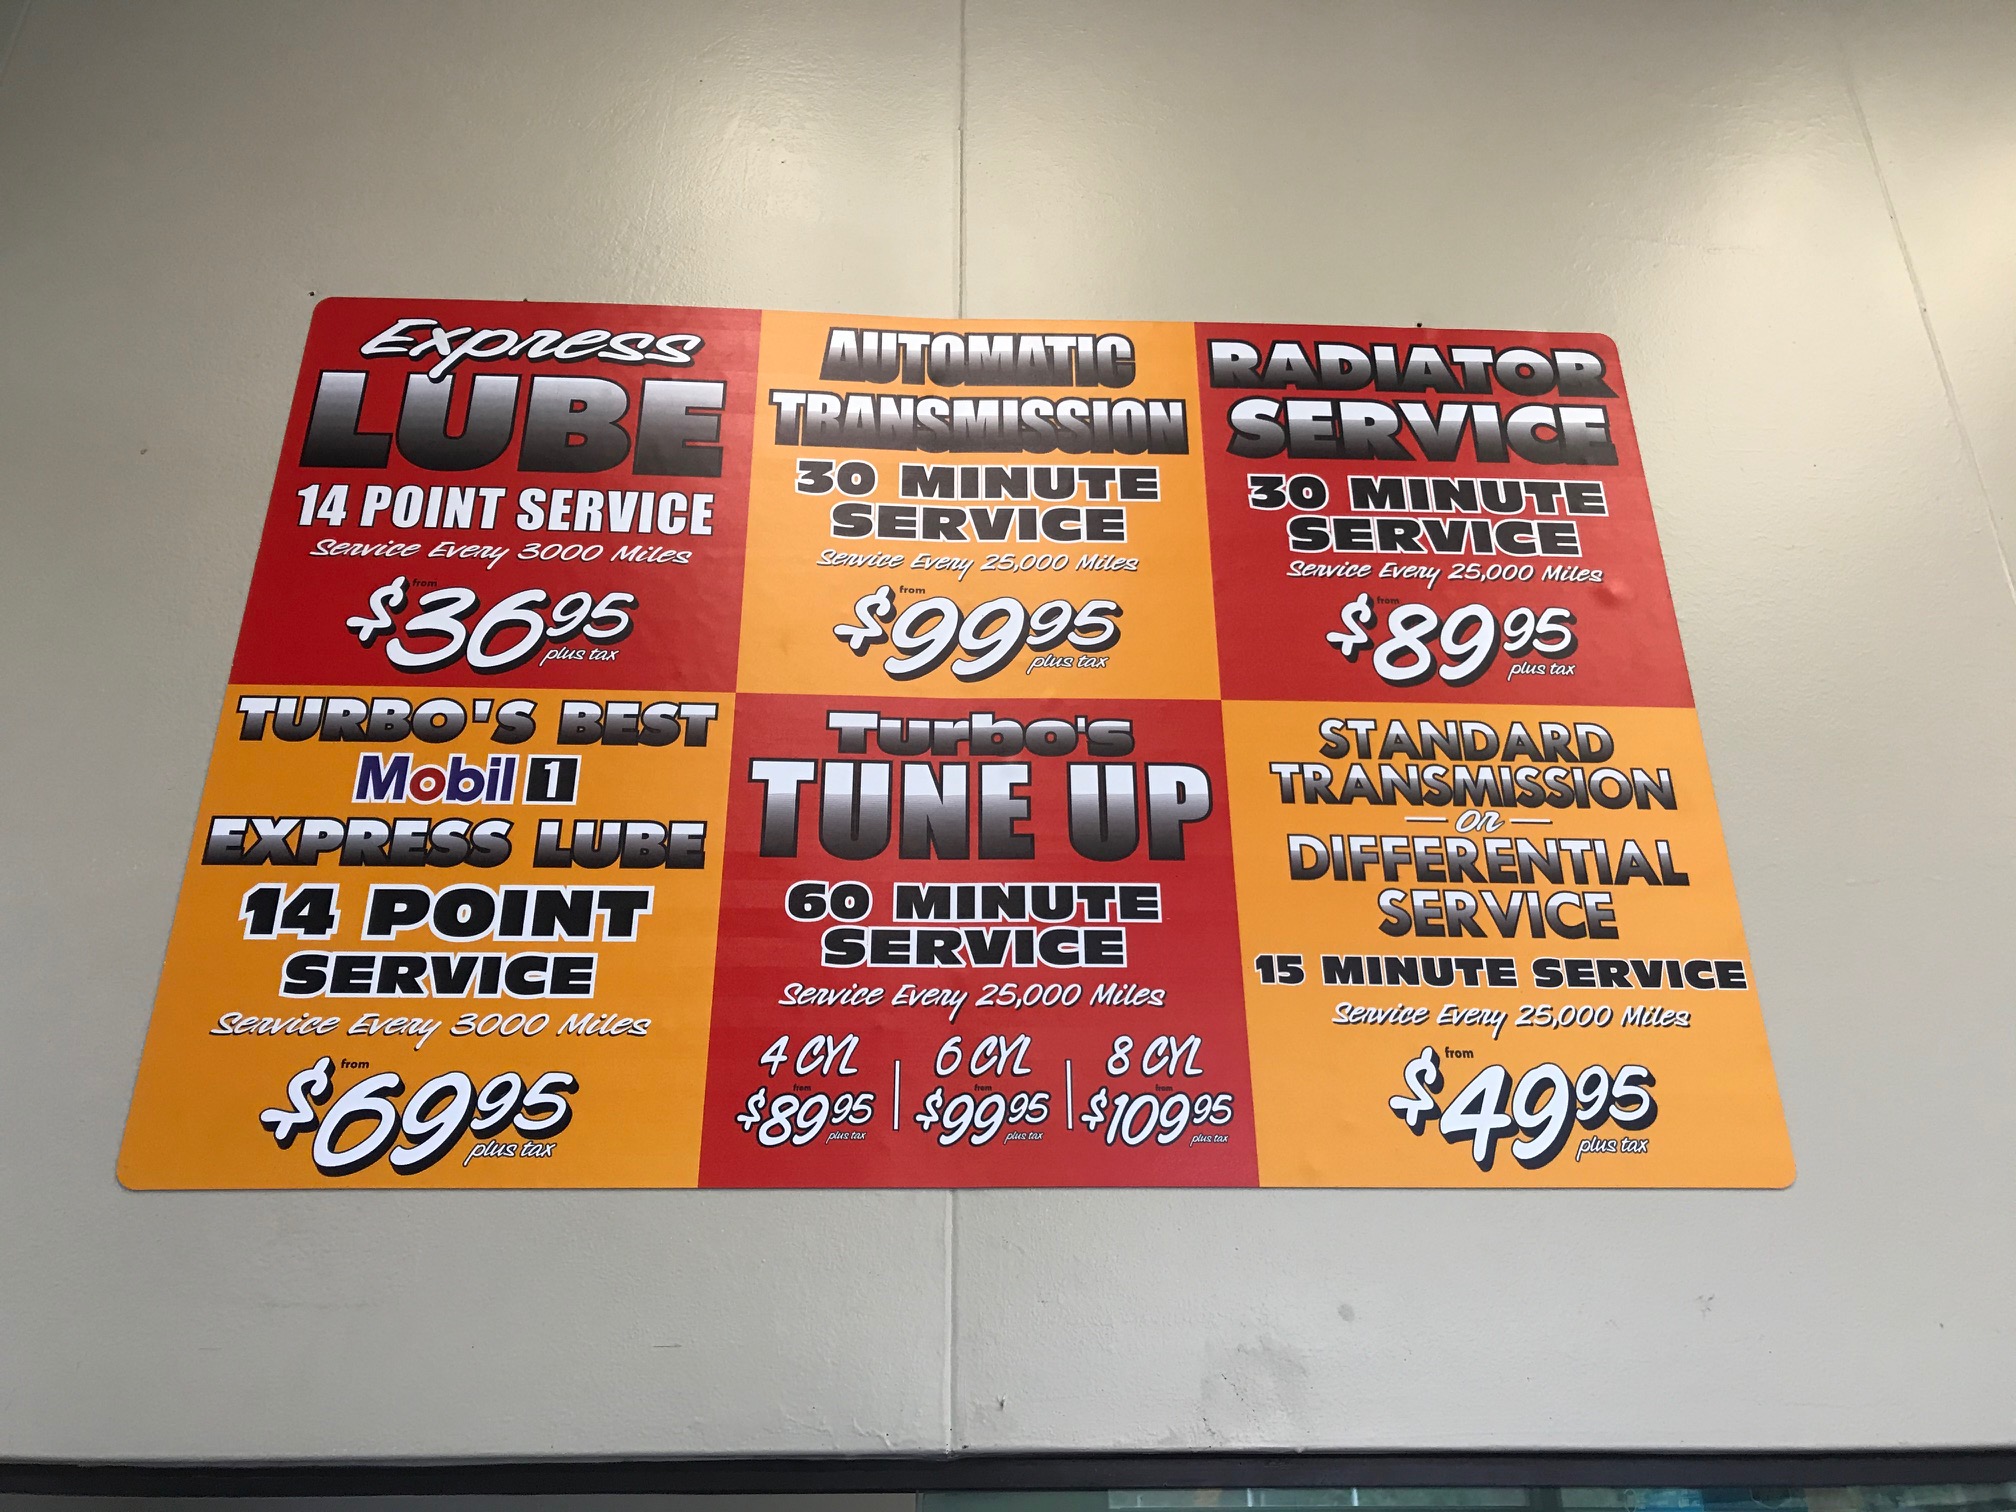 Express
LUBE
14 POINT SERVICE
Service Every 3000 Miles
from
$36.95
plus tax
AUTOMATIC
TRANSMISSION
30 MINUTE
SERVICE
Service Every 25,000 Miles
from
$99.95
plus tax
RADIATOR
SERVICE
30 MINUTE
SERVICE
Service Every 25,000 Miles
from
$89.95
plus tax
TURBO'S BEST
Mobil 1
EXPRESS LUBE
14 POINT
SERVICE
Service Every 3000 Miles
from
$69.95
plus tax
Turbo's
TUNE UP
60 MINUTE
SERVICE
Service Every 25,000 Miles
4 CYL
from
$89.95
plus tax
6 CYL
from
$99.95
plus tax
8 CYL
from
$109.95
plus tax
STANDARD
TRANSMISSION
— or —
DIFFERENTIAL
SERVICE
15 MINUTE SERVICE
Service Every 25,000 Miles
from
$49.95
plus tax